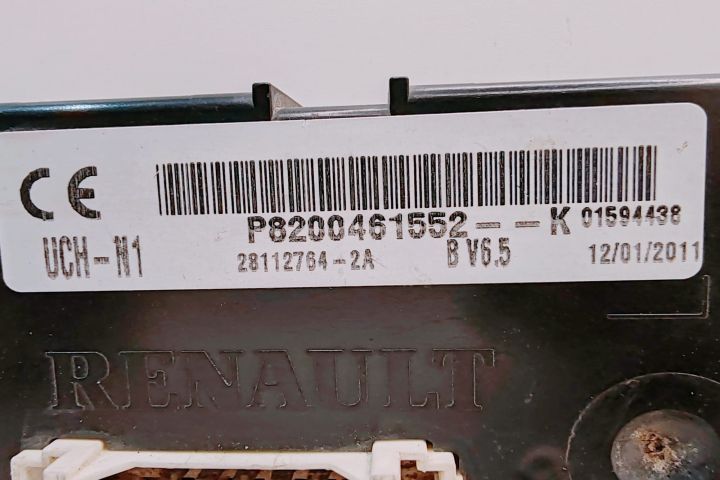 CE
P8200461552--K 01594438
UCH-N1 28112764-2A B V6.5 12/01/2011
RENAULT